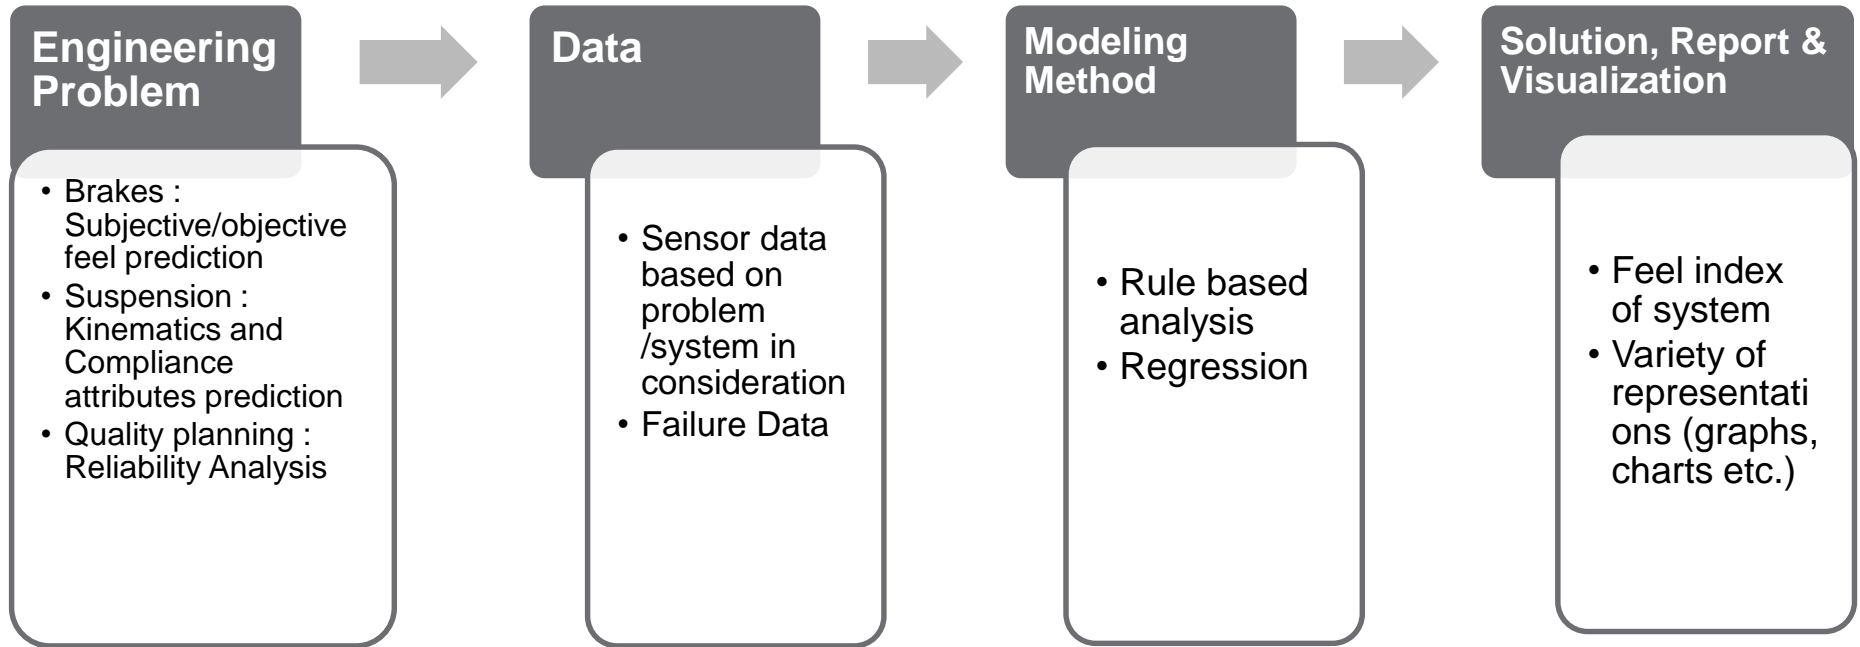 Engineering
Problem
• Brakes :
Subjective/objective
feel prediction
• Suspension :
Kinematics and
Compliance
attributes prediction
• Quality planning :
Reliability Analysis
Data
• Sensor data
based on
problem
/system in
consideration
• Failure Data
Modeling
Method
• Rule based
analysis
• Regression
Solution, Report &
Visualization
• Feel index
of system
• Variety of
representati
ons (graphs,
charts etc.)